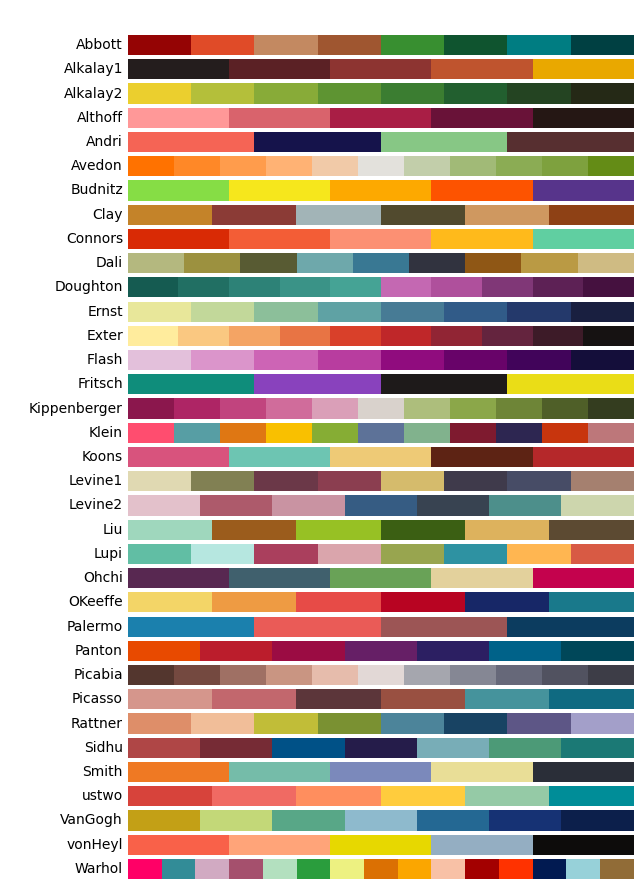 Abbott
Alkalay1
Alkalay2
Althoff
Andri
Avedon
Budnitz
Clay
Connors
Dali
Doughton
Ernst
Exter
Flash
Fritsch
Kippenberger
Klein
Koons
Levine1
Levine2
Liu
Lupi
Ohchi
OKeeffe
Palermo
Panton
Picabia
Picasso
Rattner
Sidhu
Smith
ustwo
VanGogh
vonHeyl
Warhol